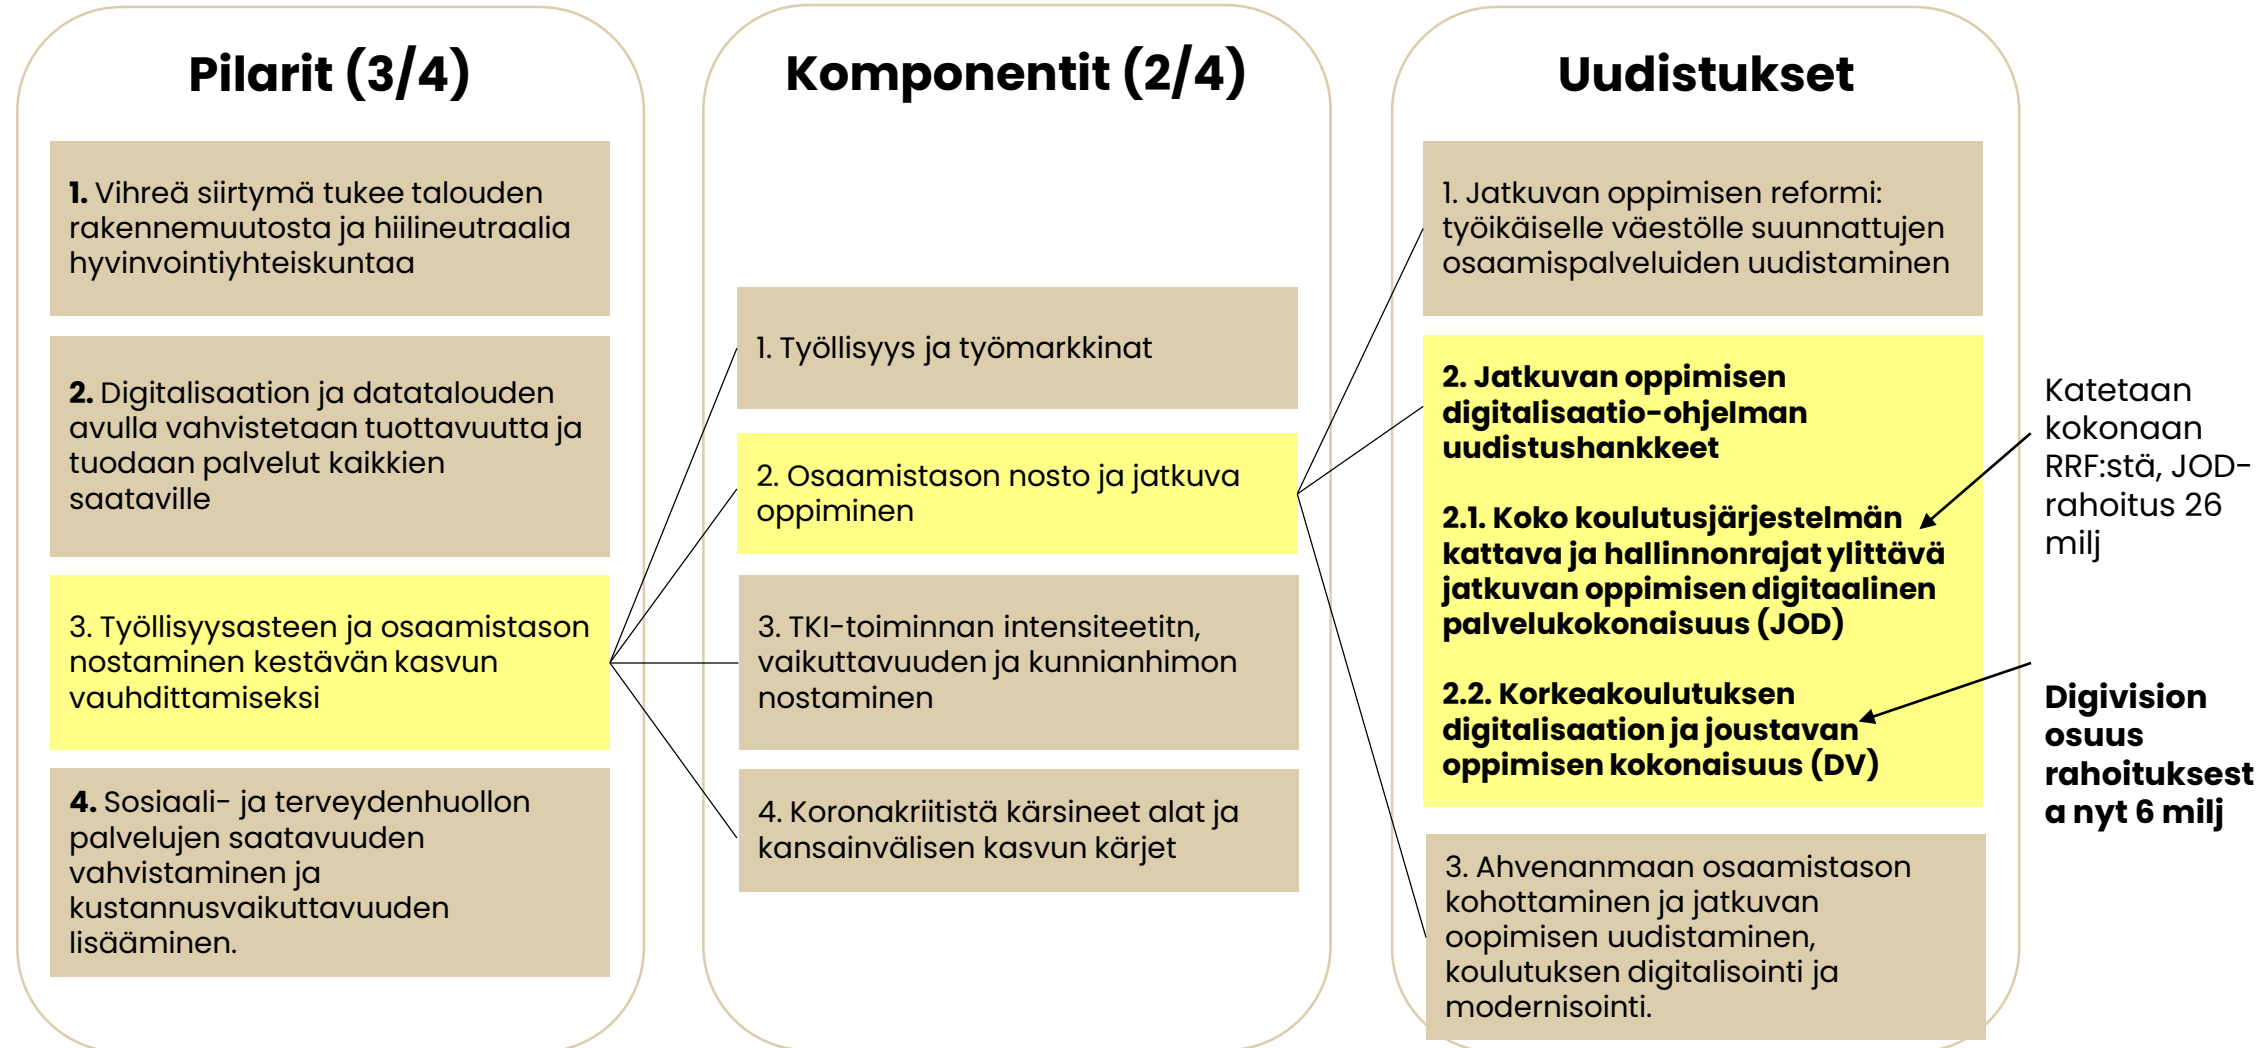 Pilarit (3/4)
1. Vihreä siirtymä tukee talouden
rakennemuutosta ja hiilineutraalia
hyvinvointiyhteiskuntaa
2. Digitalisaation ja datatalouden
avulla vahvistetaan tuottavuutta ja
tuodaan palvelut kaikkien
saataville
3. Työllisyysasteen ja osaamistason
nostaminen kestävän kasvun
vauhdittamiseksi
4. Sosiaali- ja terveydenhuollon
palvelujen saatavuuden
vahvistaminen ja
kustannusvaikuttavuuden
lisääminen.
Komponentit (2/4)
1. Työllisyys ja työmarkkinat
2. Osaamistason nosto ja jatkuva
oppiminen
3. TKI-toiminnan intensiteetitn,
vaikuttavuuden ja kunnianhimon
nostaminen
4. Koronakriitistä kärsineet alat ja
kansainvälisen kasvun kärjet
Uudistukset
1. Jatkuvan oppimisen reformi:
työikäiselle väestölle suunnattujen
osaamispalveluiden uudistaminen
2. Jatkuvan oppimisen
digitalisaatio-ohjelman
uudistushankkeet
2.1. Koko koulutusjärjestelmän
kattava ja hallinnonrajat ylittävä
jatkuvan oppimisen digitaalinen
palvelukokonaisuus (JOD)
2.2. Korkeakoulutuksen
digitalisaation ja joustavan
oppimisen kokonaisuus (DV)
3. Ahvenanmaan osaamistason
kohottaminen ja jatkuvan
oopimisen uudistaminen,
koulutuksen digitalisointi ja
modernisointi.
Katetaan
kokonaan
RRF:stä, JOD-
rahoitus 26
milj
Digivision
osuus
rahoituksest
a nyt 6 milj